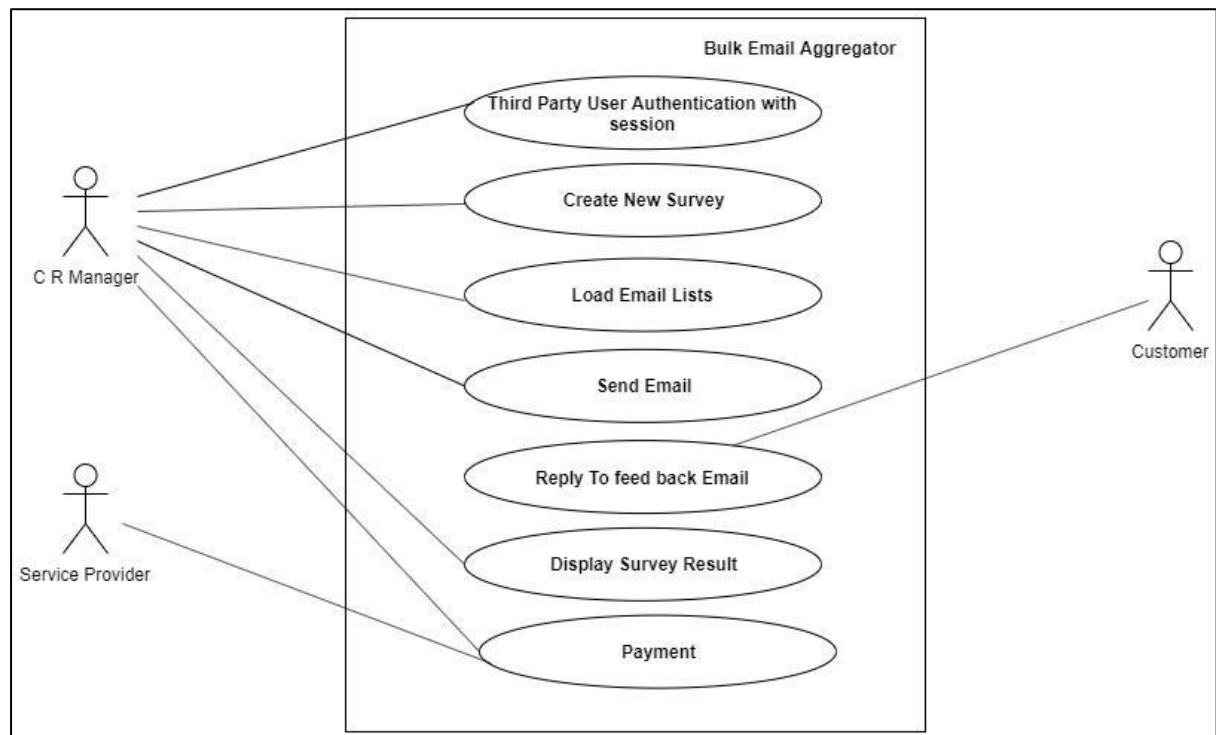 Bulk Email Aggregator
Third Party User Authentication with
session
Create New Survey
C R Manager
Load Email Lists
Customer
Send Email
Reply To feed back Email
Display Survey Result
Service Provider
Payment